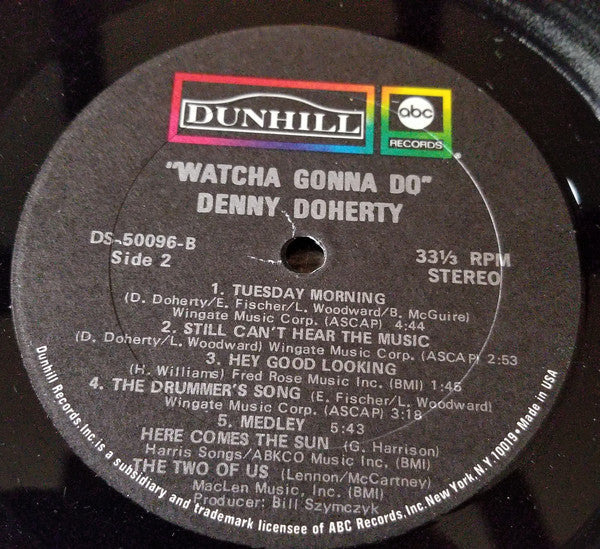 DUNHILL
abc
RECORDS
"WATCHA GONNA DO"
DENNY DOHERTY
DS-50096-B
Side 2
33⅓ RPM
STEREO
1. TUESDAY MORNING
(D. Doherty/E. Fischer/L. Woodward/B. McGuire)
Wingate Music Corp. (ASCAP) 4:44
2. STILL CAN'T HEAR THE MUSIC
(D. Doherty/L. Woodward) Wingate Music Corp. (ASCAP) 2:53
3. HEY GOOD LOOKING
(H. Williams) Fred Rose Music Inc. (BMI) 1:45
4. THE DRUMMER'S SONG (E. Fischer/L. Woodward)
Wingate Music Corp. (ASCAP) 3:18
5. MEDLEY 5:43
HERE COMES THE SUN (G. Harrison)
Harris Songs/ABKCO Music Inc. (BMI)
THE TWO OF US (Lennon/McCartney)
MacLen Music, Inc. (BMI)
Producer: Bill Szymczyk
Dunhill Records, Inc. is a subsidiary and trademark licensee of ABC Records, Inc. New York, N.Y. 10019 • Made in USA